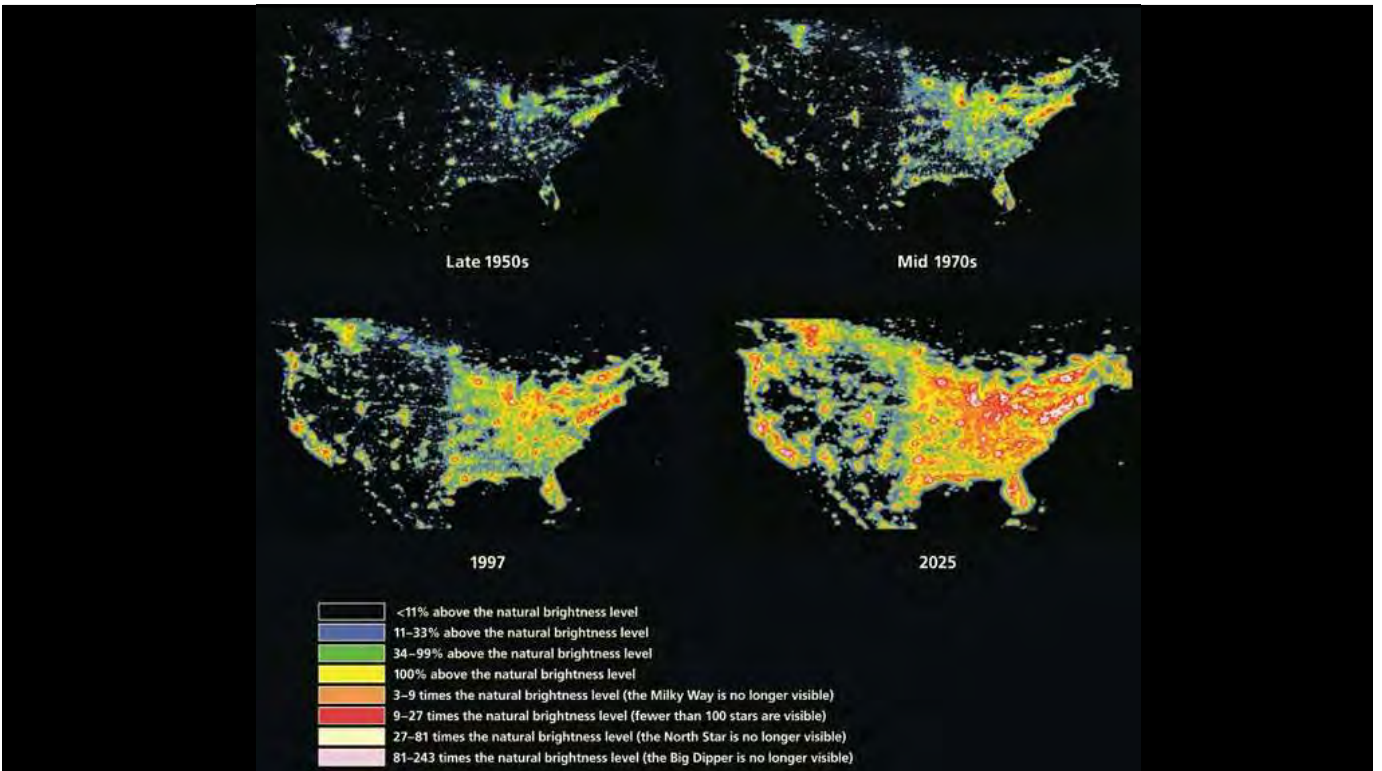 Late 1950s
Mid 1970s
1997
2025
<11% above the natural brightness level
11–33% above the natural brightness level
34–99% above the natural brightness level
100% above the natural brightness level
3–9 times the natural brightness level (the Milky Way is no longer visible)
9–27 times the natural brightness level (fewer than 100 stars are visible)
27–81 times the natural brightness level (the North Star is no longer visible)
81–243 times the natural brightness level (the Big Dipper is no longer visible)